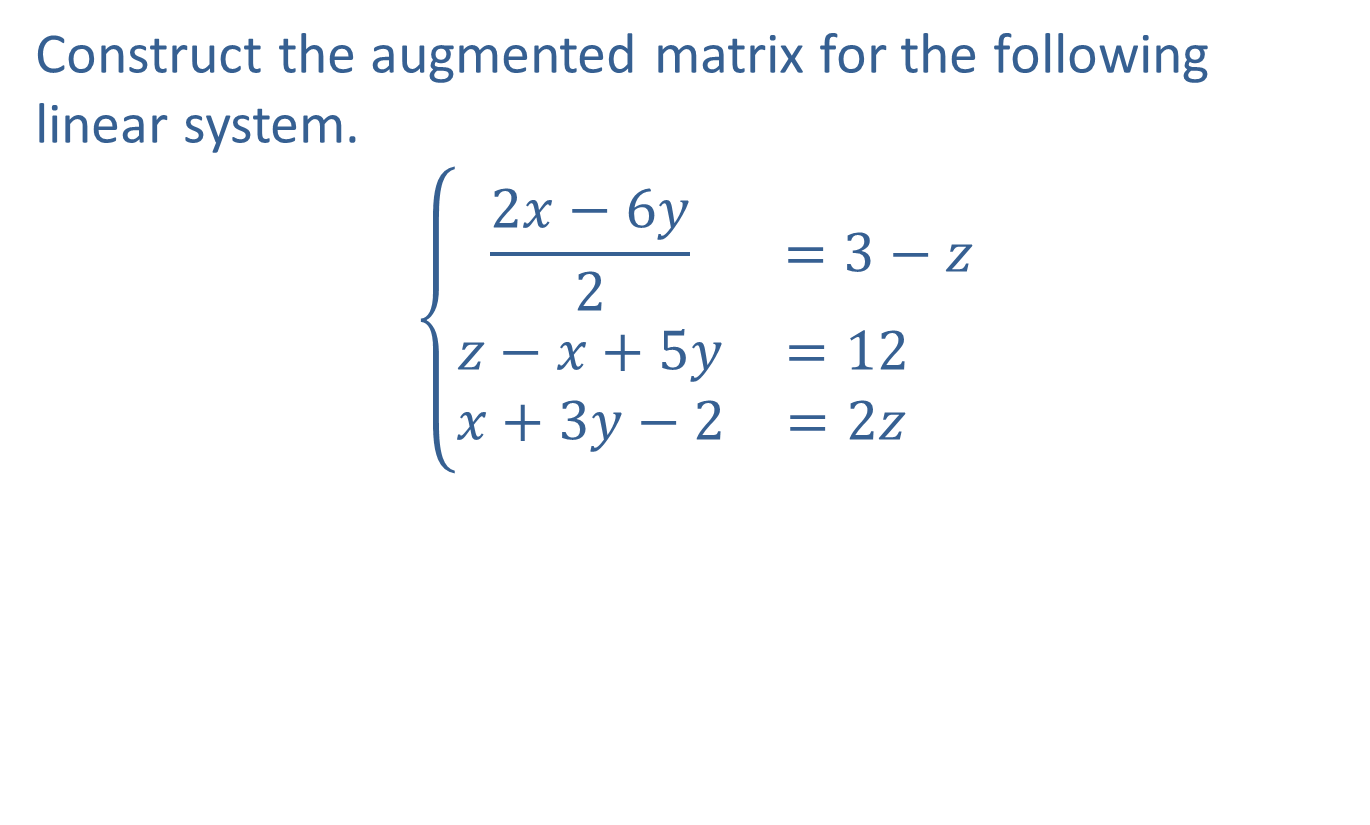 Construct the augmented matrix for the following
linear system.
2x − 6y
2
= 3 − z
z − x + 5y = 12
x + 3y − 2 = 2z